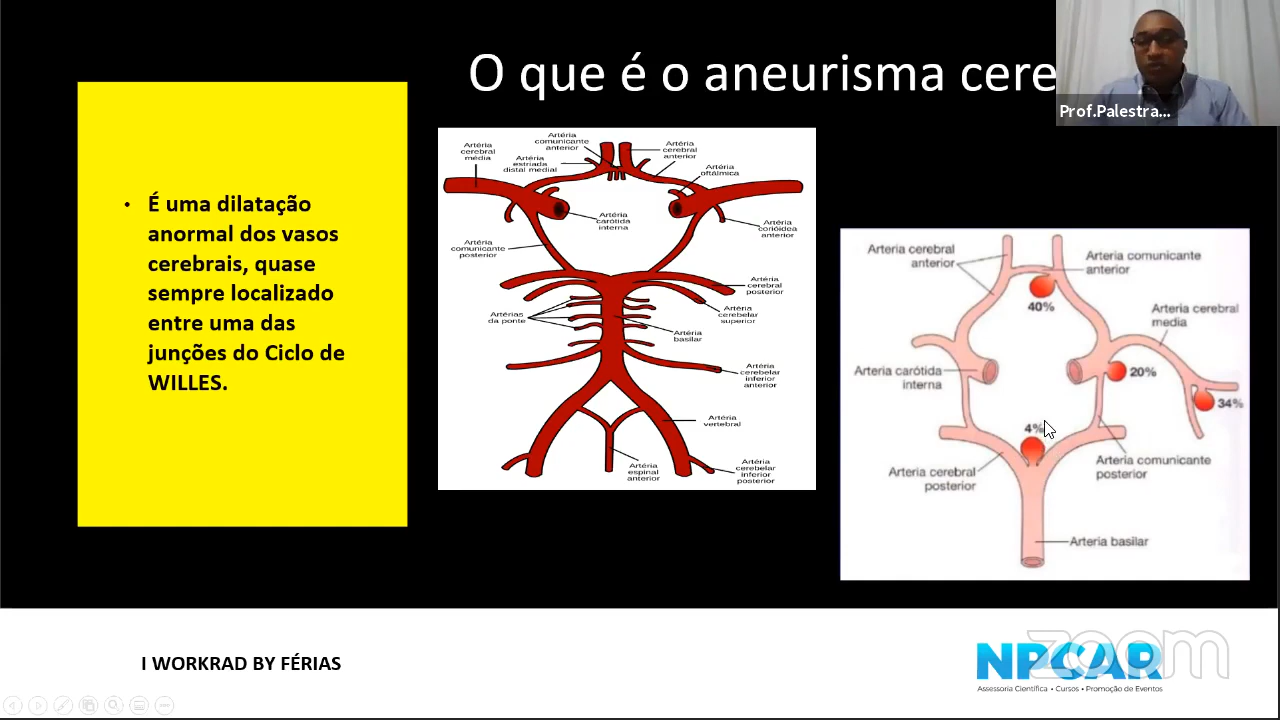 O que é o aneurisma cere
Prof.Palestra...
• É uma dilatação
anormal dos vasos
cerebrais, quase
sempre localizado
entre uma das
junções do Ciclo de
WILLES.
Artéria
comunicante
anterior
Artéria
cerebral
média
Artéria
estriada
distal medial
Artéria
cerebral
anterior
Artéria
oftálmica
Artéria
carótida
interna
Artéria
corióidea
anterior
Artéria
comunicante
posterior
Artéria
cerebral
posterior
Artérias
da ponte
Artéria
cerebelar
superior
Artéria
basilar
Artéria
cerebelar
inferior
anterior
Artéria
vertebral
Artéria
espinal
anterior
Artéria
cerebelar
inferior
posterior
Arteria cerebral
anterior
Arteria comunicante
anterior
40%
Arteria cerebral
media
Arteria carótida
interna
20%
34%
4%
Arteria cerebral
posterior
Arteria comunicante
posterior
Arteria basilar
I WORKRAD BY FÉRIAS
NPCAR
zoom
Assessoria Científica • Cursos • Promoção de Eventos